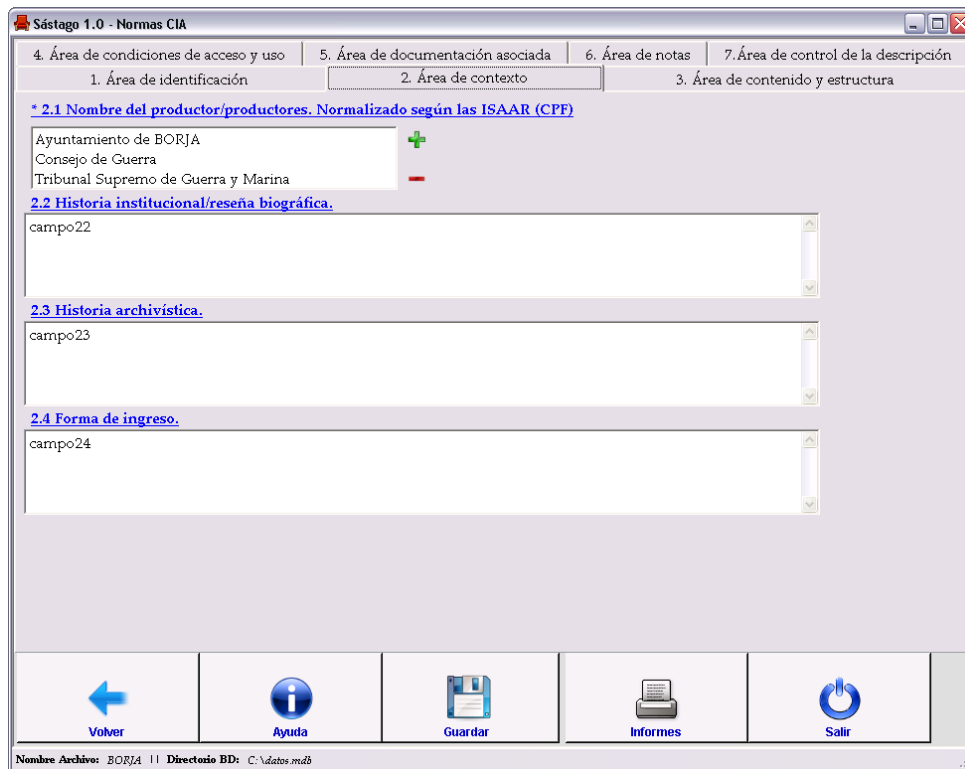 Sástago 1.0 - Normas CIA
4. Área de condiciones de acceso y uso 5. Área de documentación asociada 6. Área de notas 7.Área de control de la descripción
1. Área de identificación 2. Área de contexto 3. Área de contenido y estructura
* 2.1 Nombre del productor/productores. Normalizado según las ISAAR (CPF)
Ayuntamiento de BORJA
Consejo de Guerra
Tribunal Supremo de Guerra y Marina
2.2 Historia institucional/reseña biográfica.
campo22
2.3 Historia archivística.
campo23
2.4 Forma de ingreso.
campo24
Volver Ayuda Guardar Informes Salir
Nombre Archivo: BORJA || Directorio BD: C:\datos.mdb